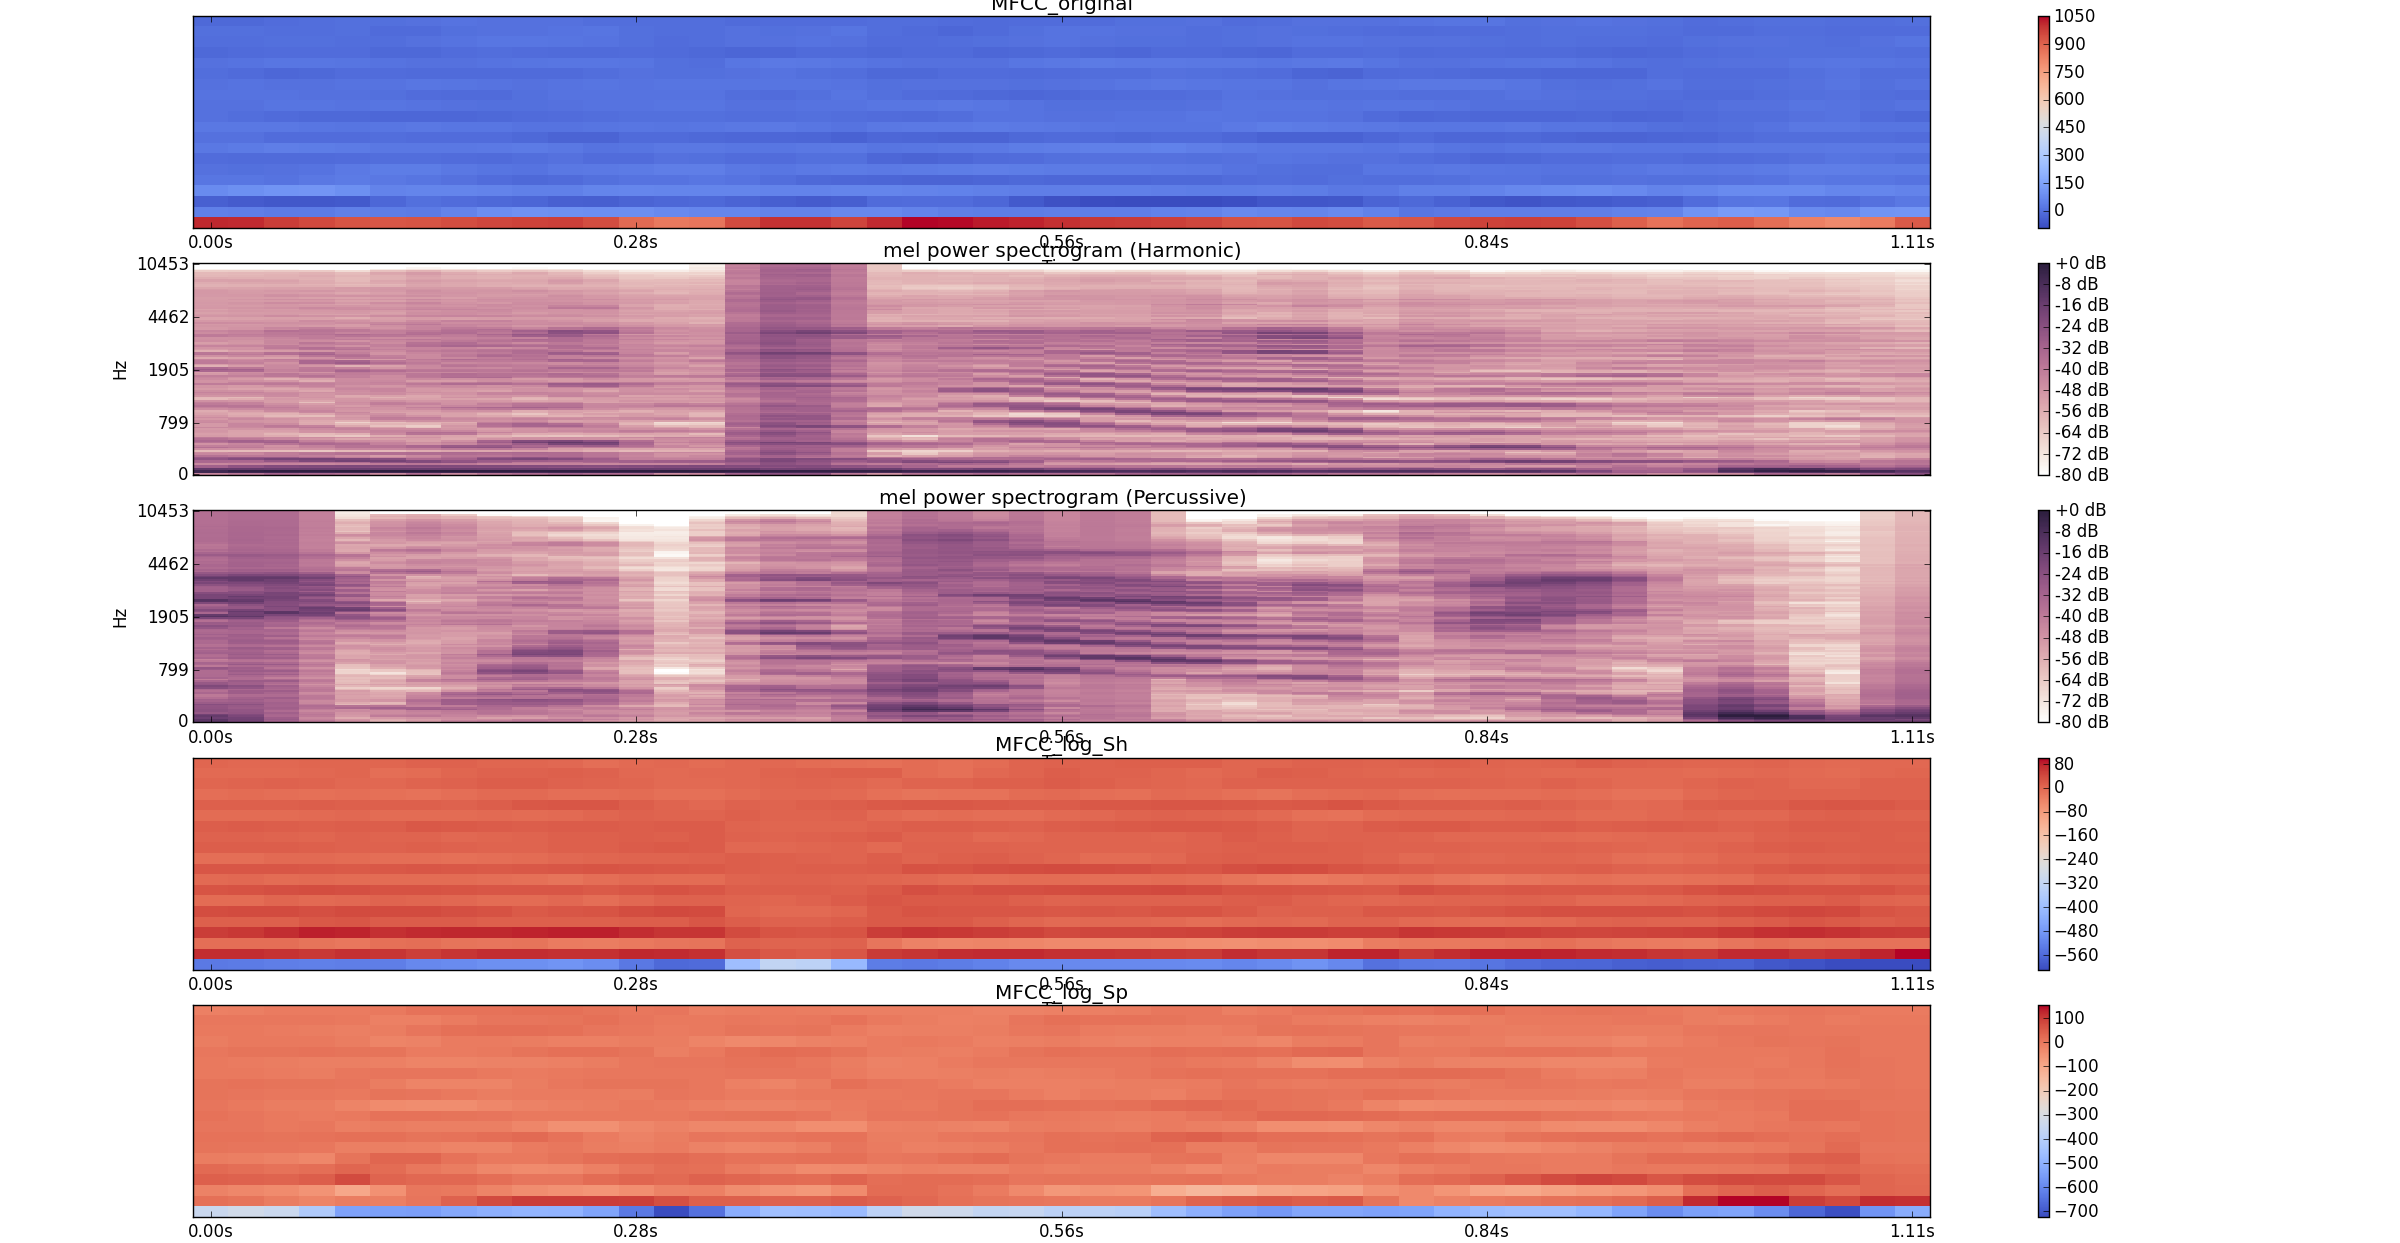 MFCC_original
1050
900
750
600
450
300
150
0
0.00s 0.28s 0.56s 0.84s 1.11s
mel power spectrogram (Harmonic)
10453
4462
1905
799
0
Hz
+0 dB
-8 dB
-16 dB
-24 dB
-32 dB
-40 dB
-48 dB
-56 dB
-64 dB
-72 dB
-80 dB
mel power spectrogram (Percussive)
10453
4462
1905
799
0
Hz
+0 dB
-8 dB
-16 dB
-24 dB
-32 dB
-40 dB
-48 dB
-56 dB
-64 dB
-72 dB
-80 dB
0.00s 0.28s 0.56s 0.84s 1.11s
MFCC_log_Sh
80
0
−80
−160
−240
−320
−400
−480
−560
0.00s 0.28s 0.56s 0.84s 1.11s
MFCC_log_Sp
100
0
−100
−200
−300
−400
−500
−600
−700
0.00s 0.28s 0.56s 0.84s 1.11s